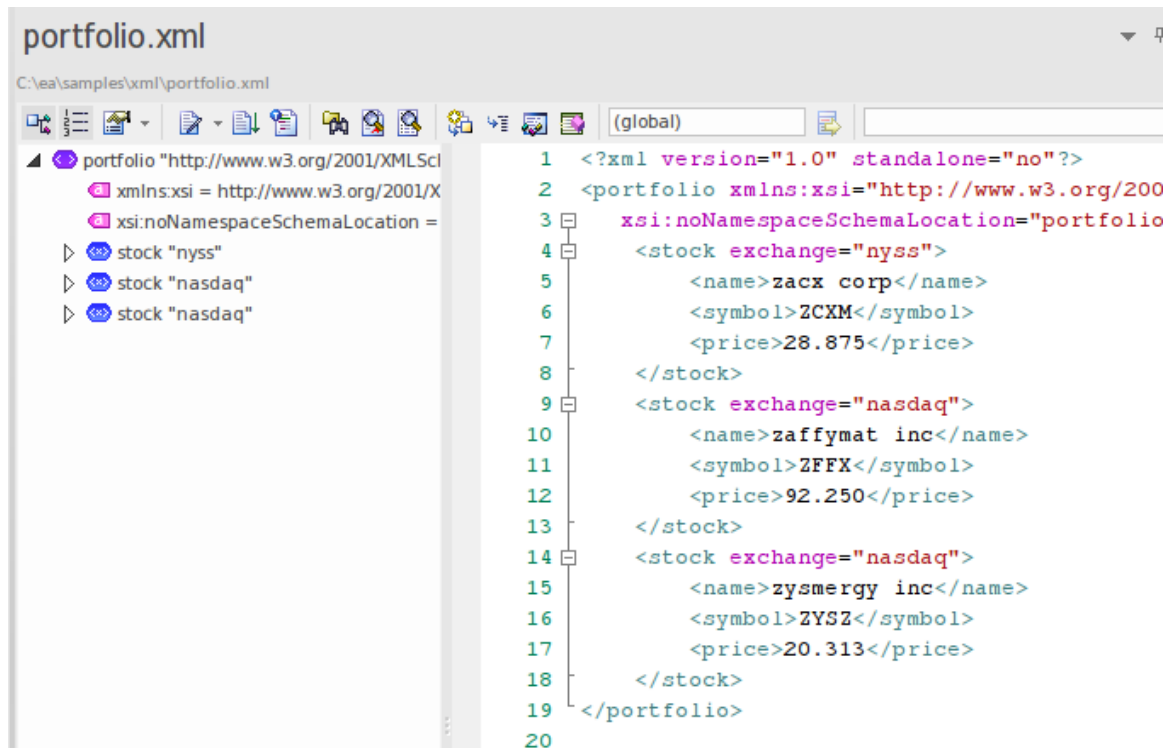 portfolio.xml
C:\ea\samples\xml\portfolio.xml
(global)
portfolio "http://www.w3.org/2001/XMLScl
xmlns:xsi = http://www.w3.org/2001/X
xsi:noNamespaceSchemaLocation =
stock "nyss"
stock "nasdaq"
stock "nasdaq"
1 <?xml version="1.0" standalone="no"?>
2 <portfolio xmlns:xsi="http://www.w3.org/200
3 xsi:noNamespaceSchemaLocation="portfolio
4 <stock exchange="nyss">
5 <name>zacx corp</name>
6 <symbol>ZCXM</symbol>
7 <price>28.875</price>
8 </stock>
9 <stock exchange="nasdaq">
10 <name>zaffymat inc</name>
11 <symbol>ZFFX</symbol>
12 <price>92.250</price>
13 </stock>
14 <stock exchange="nasdaq">
15 <name>zysmergy inc</name>
16 <symbol>ZYSZ</symbol>
17 <price>20.313</price>
18 </stock>
19 </portfolio>
20